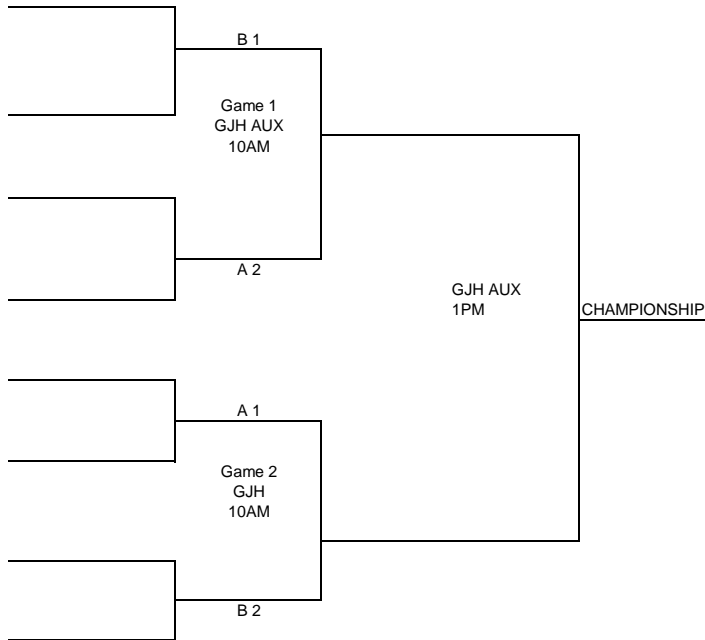 B 1
Game 1
GJH AUX
10AM
A 2
GJH AUX
1PM
CHAMPIONSHIP
A 1
Game 2
GJH
10AM
B 2